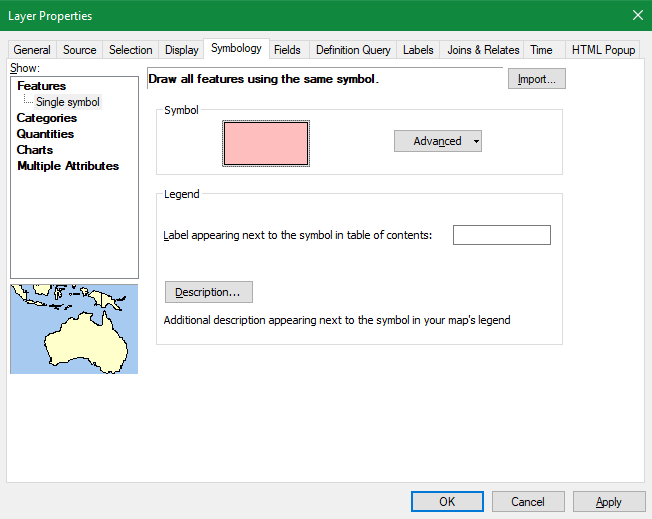 Layer Properties
General Source Selection Display Symbology Fields Definition Query Labels Joins & Relates Time HTML Popup
Show:
Features
Single symbol
Categories
Quantities
Charts
Multiple Attributes
Draw all features using the same symbol.
Import...
Symbol
Advanced
Legend
Label appearing next to the symbol in table of contents:
Description...
Additional description appearing next to the symbol in your map's legend
OK Cancel Apply